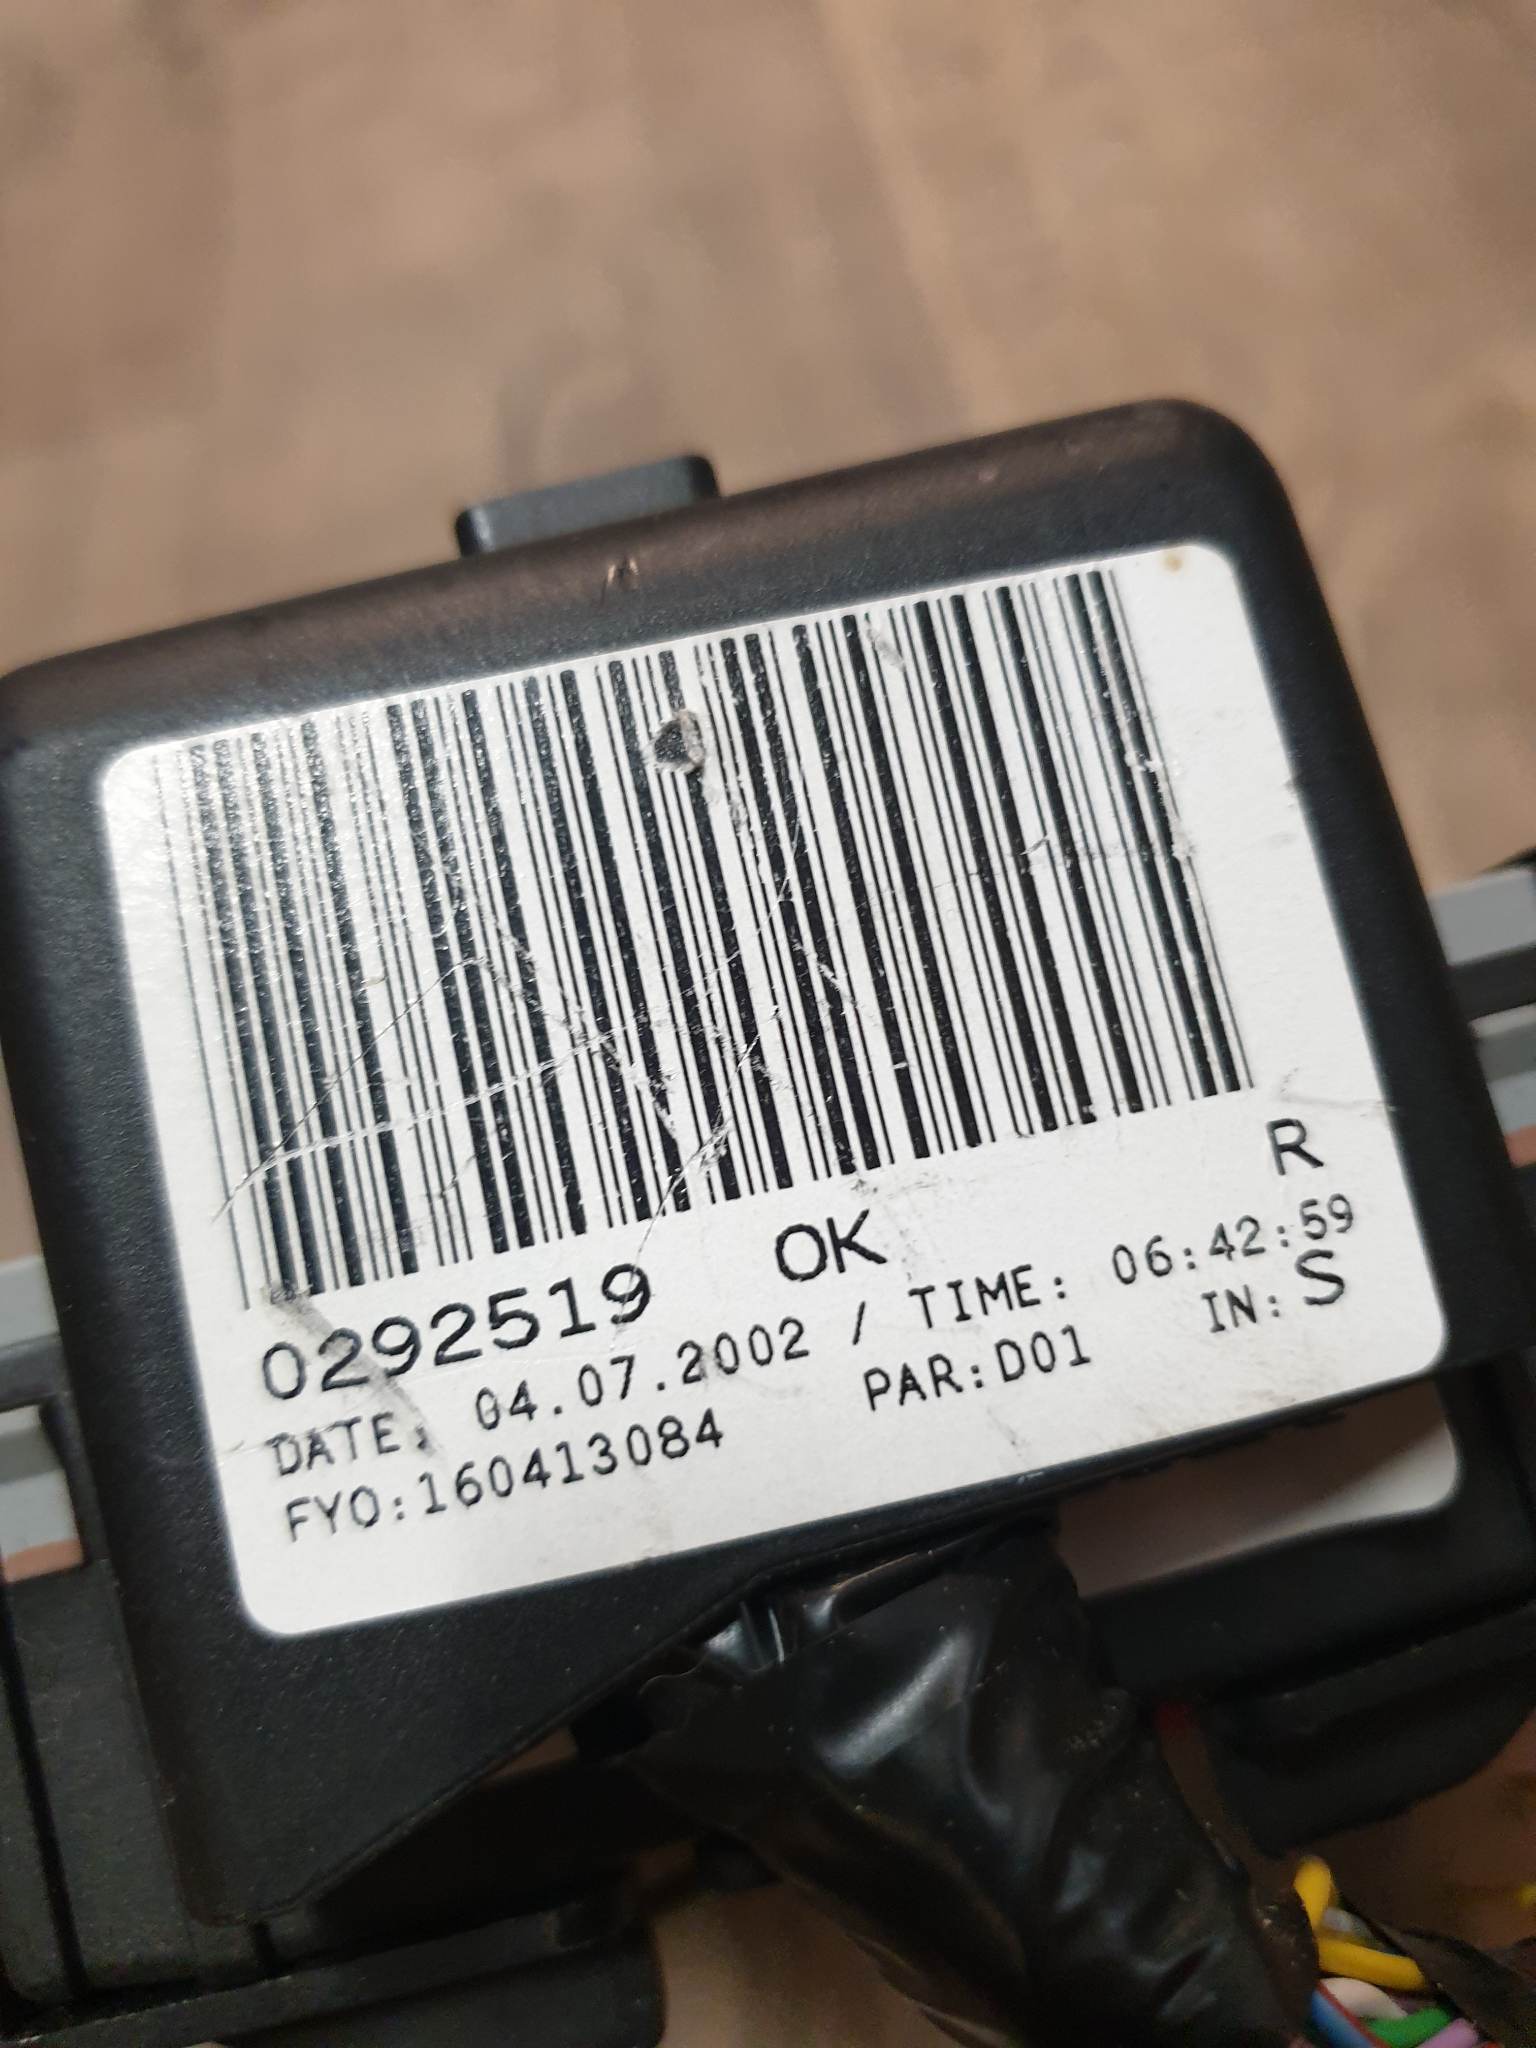 R
0292519 OK
DATE: 04.07.2002 / TIME: 06:42:59
FYO:160413084 PAR:D01 IN:S